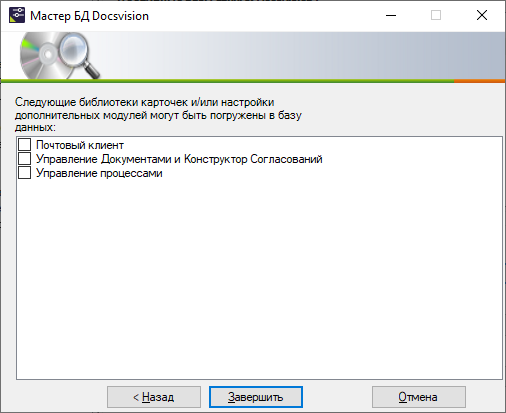 Мастер БД Docsvision
Следующие библиотеки карточек и/или настройки
дополнительных модулей могут быть погружены в базу
данных:
Почтовый клиент
Управление Документами и Конструктор Согласований
Управление процессами
< Назад
Завершить
Отмена